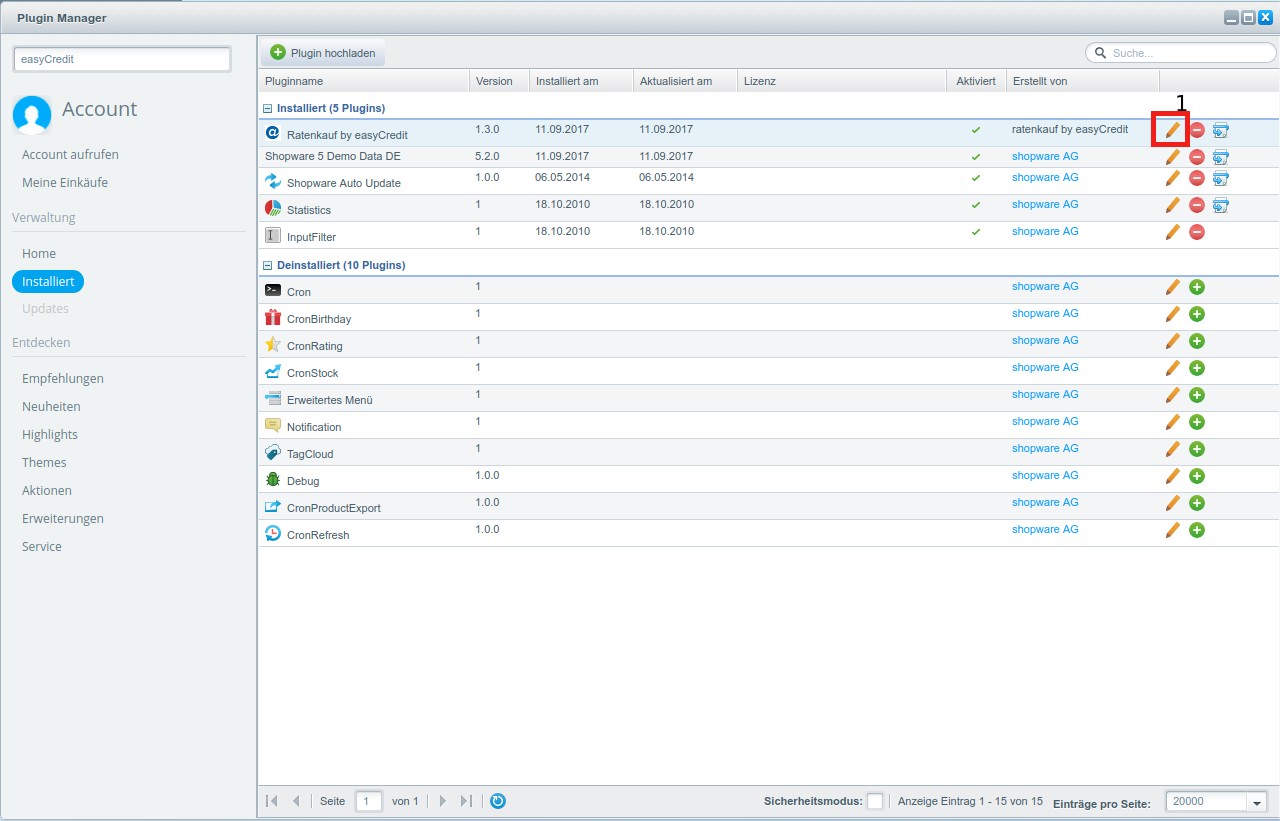 Plugin Manager
easyCredit
Account
Account aufrufen
Meine Einkäufe
Verwaltung
Home
Installiert
Updates
Entdecken
Empfehlungen
Neuheiten
Highlights
Themes
Aktionen
Erweiterungen
Service
Plugin hochladen
Suche...
Pluginname Version Installiert am Aktualisiert am Lizenz Aktiviert Erstellt von
Installiert (5 Plugins)
1
Ratenkauf by easyCredit 1.3.0 11.09.2017 11.09.2017 ratenkauf by easyCredit
Shopware 5 Demo Data DE 5.2.0 11.09.2017 11.09.2017 shopware AG
Shopware Auto Update 1.0.0 06.05.2014 06.05.2014 shopware AG
Statistics 1 18.10.2010 18.10.2010 shopware AG
InputFilter 1 18.10.2010 18.10.2010 shopware AG
Deinstalliert (10 Plugins)
Cron 1 shopware AG
CronBirthday 1 shopware AG
CronRating 1 shopware AG
CronStock 1 shopware AG
Erweitertes Menü 1 shopware AG
Notification 1 shopware AG
TagCloud 1 shopware AG
Debug 1.0.0 shopware AG
CronProductExport 1.0.0 shopware AG
CronRefresh 1.0.0 shopware AG
Seite 1 von 1 Sicherheitsmodus: Anzeige Eintrag 1 - 15 von 15 Einträge pro Seite: 20000